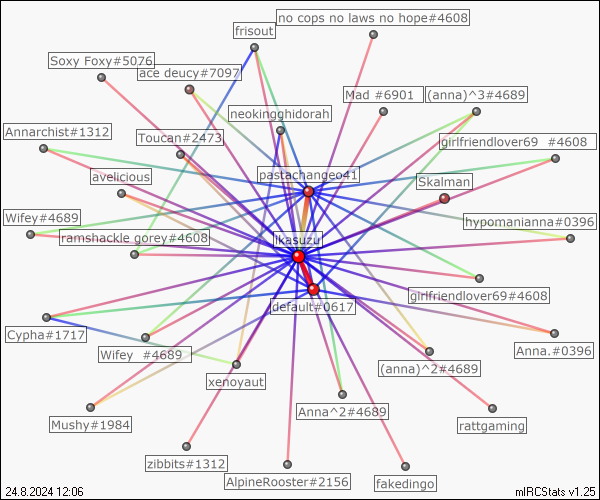 no cops no laws no hope#4608
frisout
Soxy Foxy#5076
ace deucy#7097
Mad #6901
(anna)^3#4689
neokingghidorah
Annarchist#1312
Toucan#2473
girlfriendlover69 #4608
pastachangeo41
avelicious
Skalman
Wifey#4689
hypomanianna#0396
ramshackle gorey#4608
ikasuzu
girlfriendlover69#4608
default#0617
Cypha#1717
Anna.#0396
Wifey #4689
(anna)^2#4689
xenoyaut
Anna^2#4689
Mushy#1984
rattgaming
zibbits#1312
AlpineRooster#2156
fakedingo
24.8.2024 12:06
mIRCStats v1.25